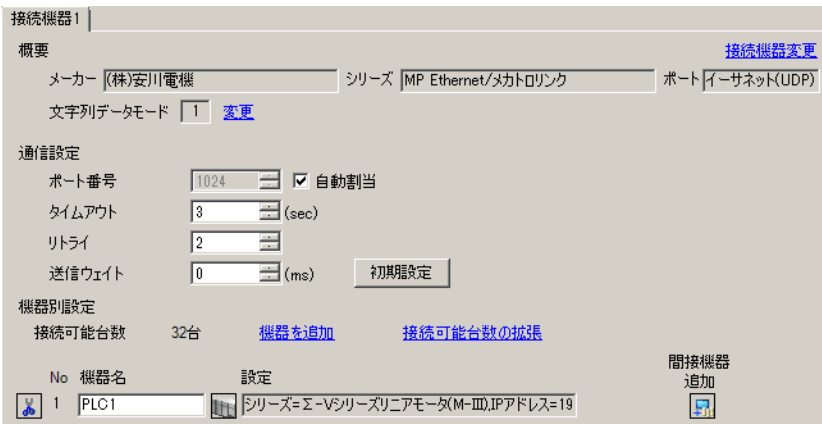 接続機器1
概要
接続機器変更
メーカー (株)安川電機 シリーズ MP Ethernet/メカトロリンク ポート イーサネット(UDP)
文字列データモード 1 変更
通信設定
ポート番号 1024 自動割当
タイムアウト 3 (sec)
リトライ 2
送信ウェイト 0 (ms) 初期設定
機器別設定
接続可能台数 32台 機器を追加 接続可能台数の拡張
間接機器
追加
No 機器名 設定
1 PLC1 シリーズ=Σ-Vシリーズリニアモータ(M-Ⅲ),IPアドレス=19